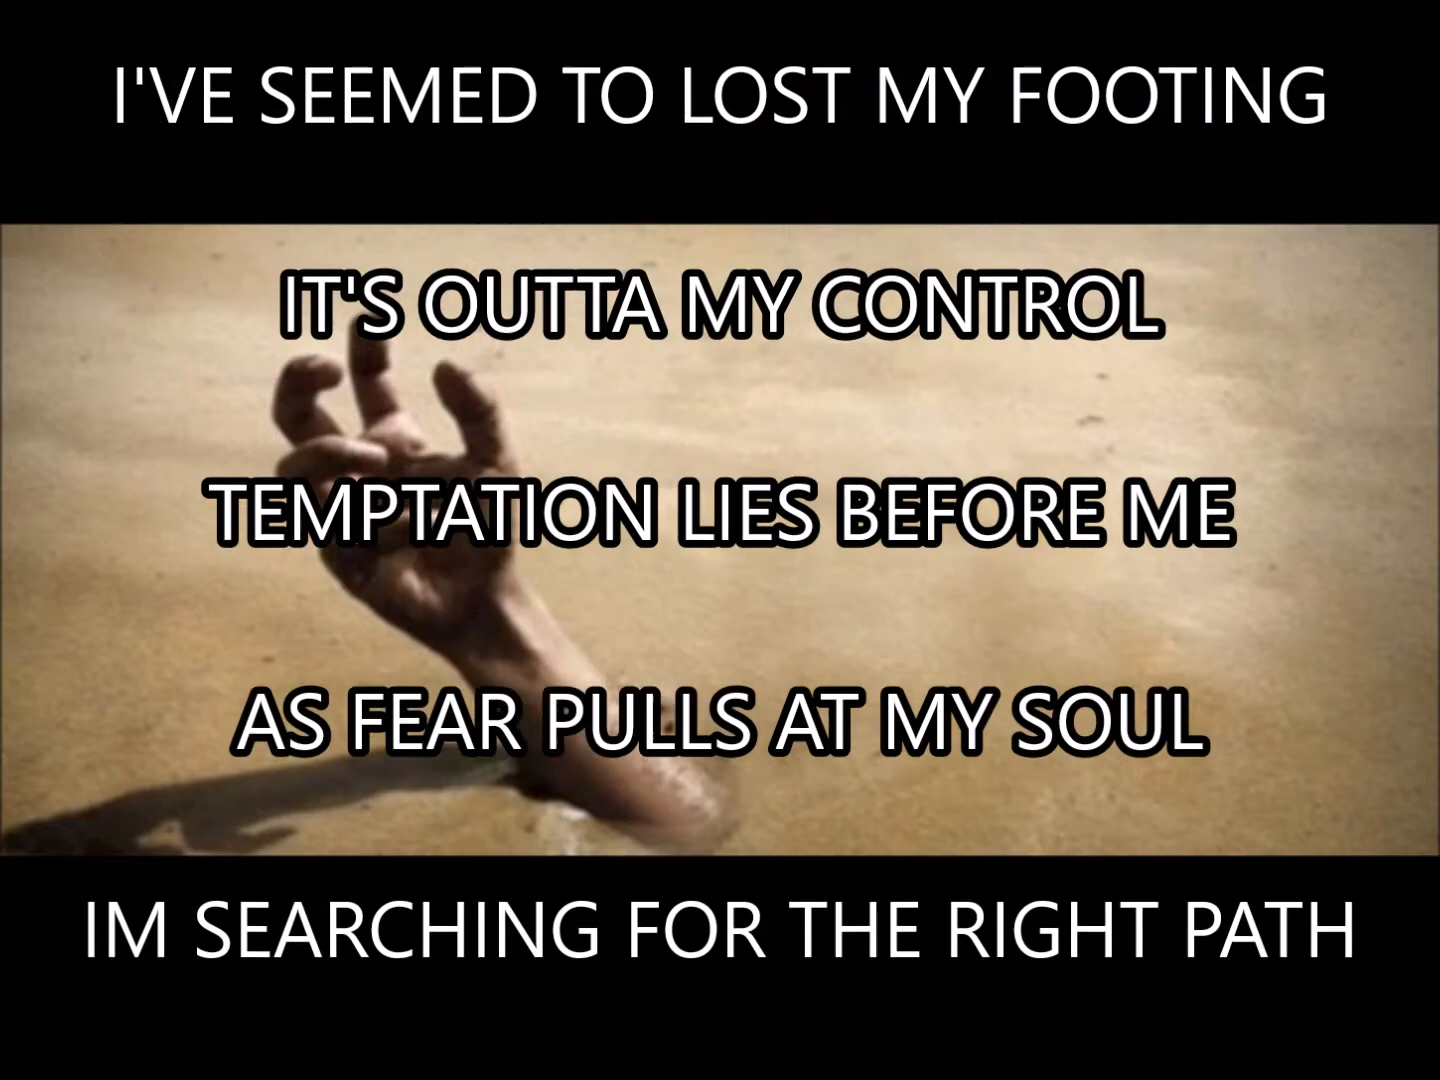 I'VE SEEMED TO LOST MY FOOTING
IT'S OUTTA MY CONTROL
TEMPTATION LIES BEFORE ME
AS FEAR PULLS AT MY SOUL
IM SEARCHING FOR THE RIGHT PATH